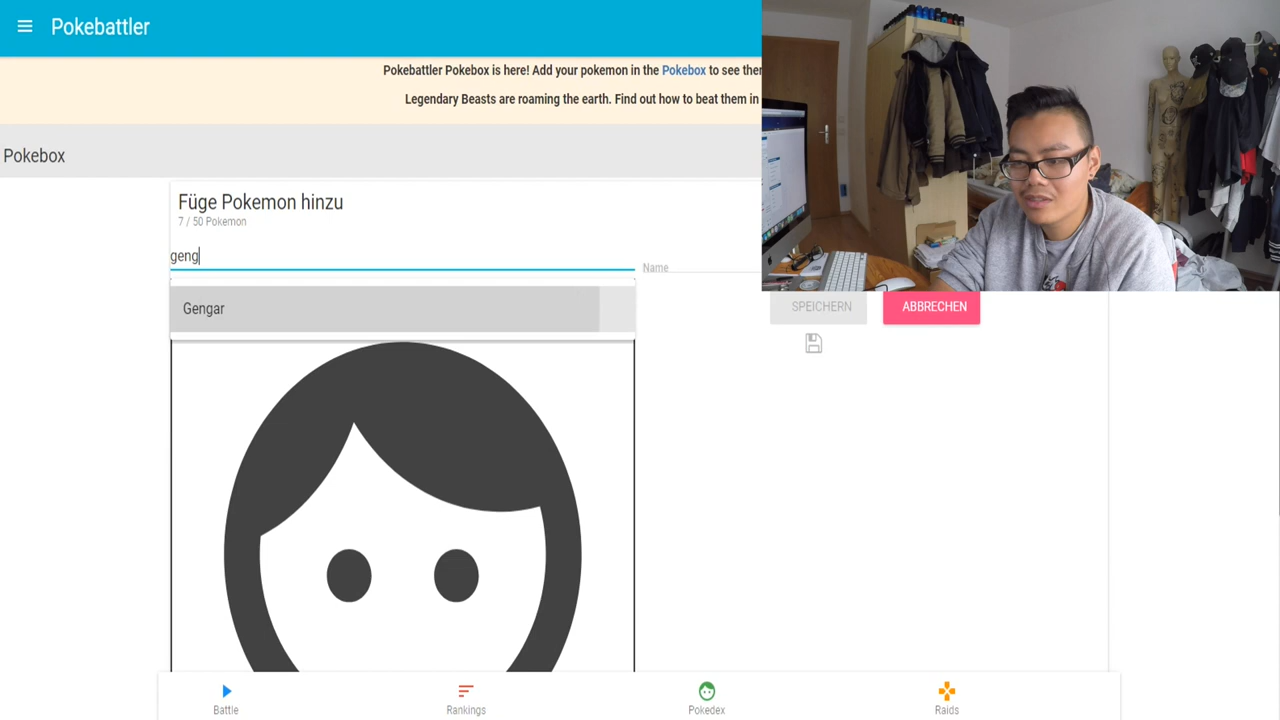 Pokebattler
Pokebattler Pokebox is here! Add your pokemon in the Pokebox to see
Legendary Beasts are roaming the earth. Find out how to beat them in
Pokebox
Füge Pokemon hinzu
7 / 50 Pokemon
geng
Name
Gengar
SPEICHERN
ABBRECHEN
Battle
Rankings
Pokedex
Raids